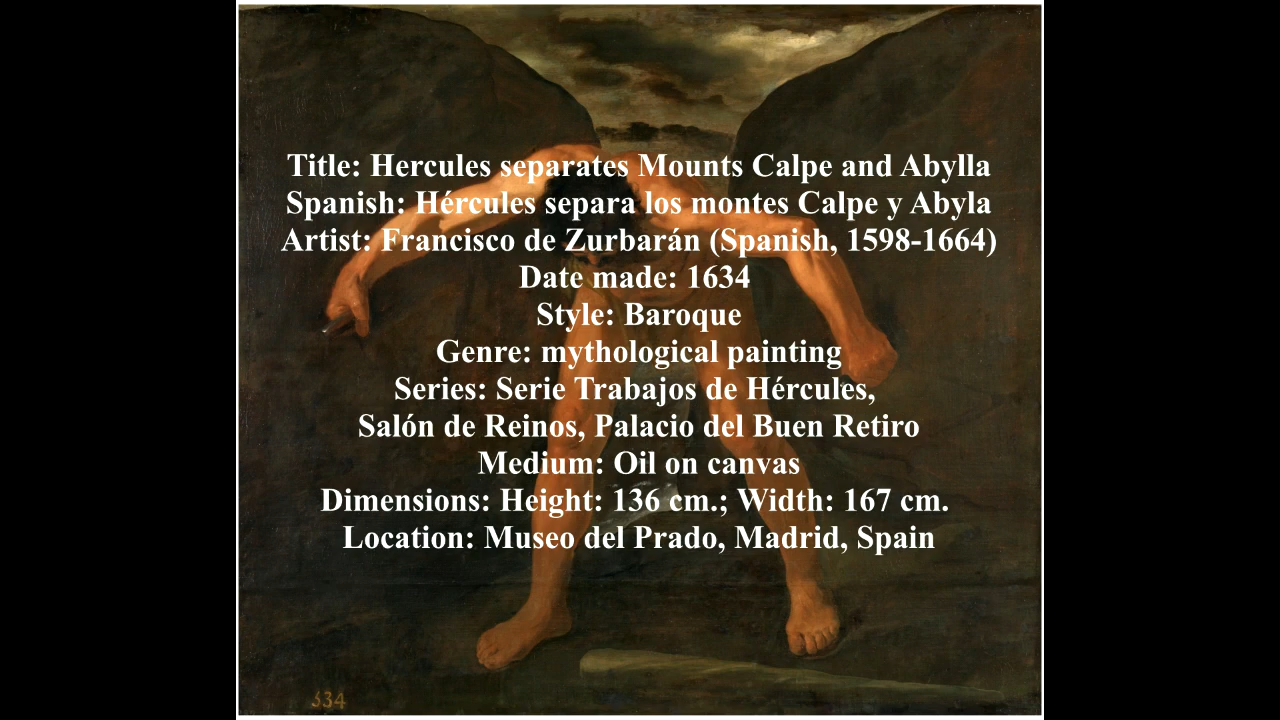 Title: Hercules separates Mounts Calpe and Abylla
Spanish: Hércules separa los montes Calpe y Abyla
Artist: Francisco de Zurbarán (Spanish, 1598-1664)
Date made: 1634
Style: Baroque
Genre: mythological painting
Series: Serie Trabajos de Hércules,
Salón de Reinos, Palacio del Buen Retiro
Medium: Oil on canvas
Dimensions: Height: 136 cm.; Width: 167 cm.
Location: Museo del Prado, Madrid, Spain
534